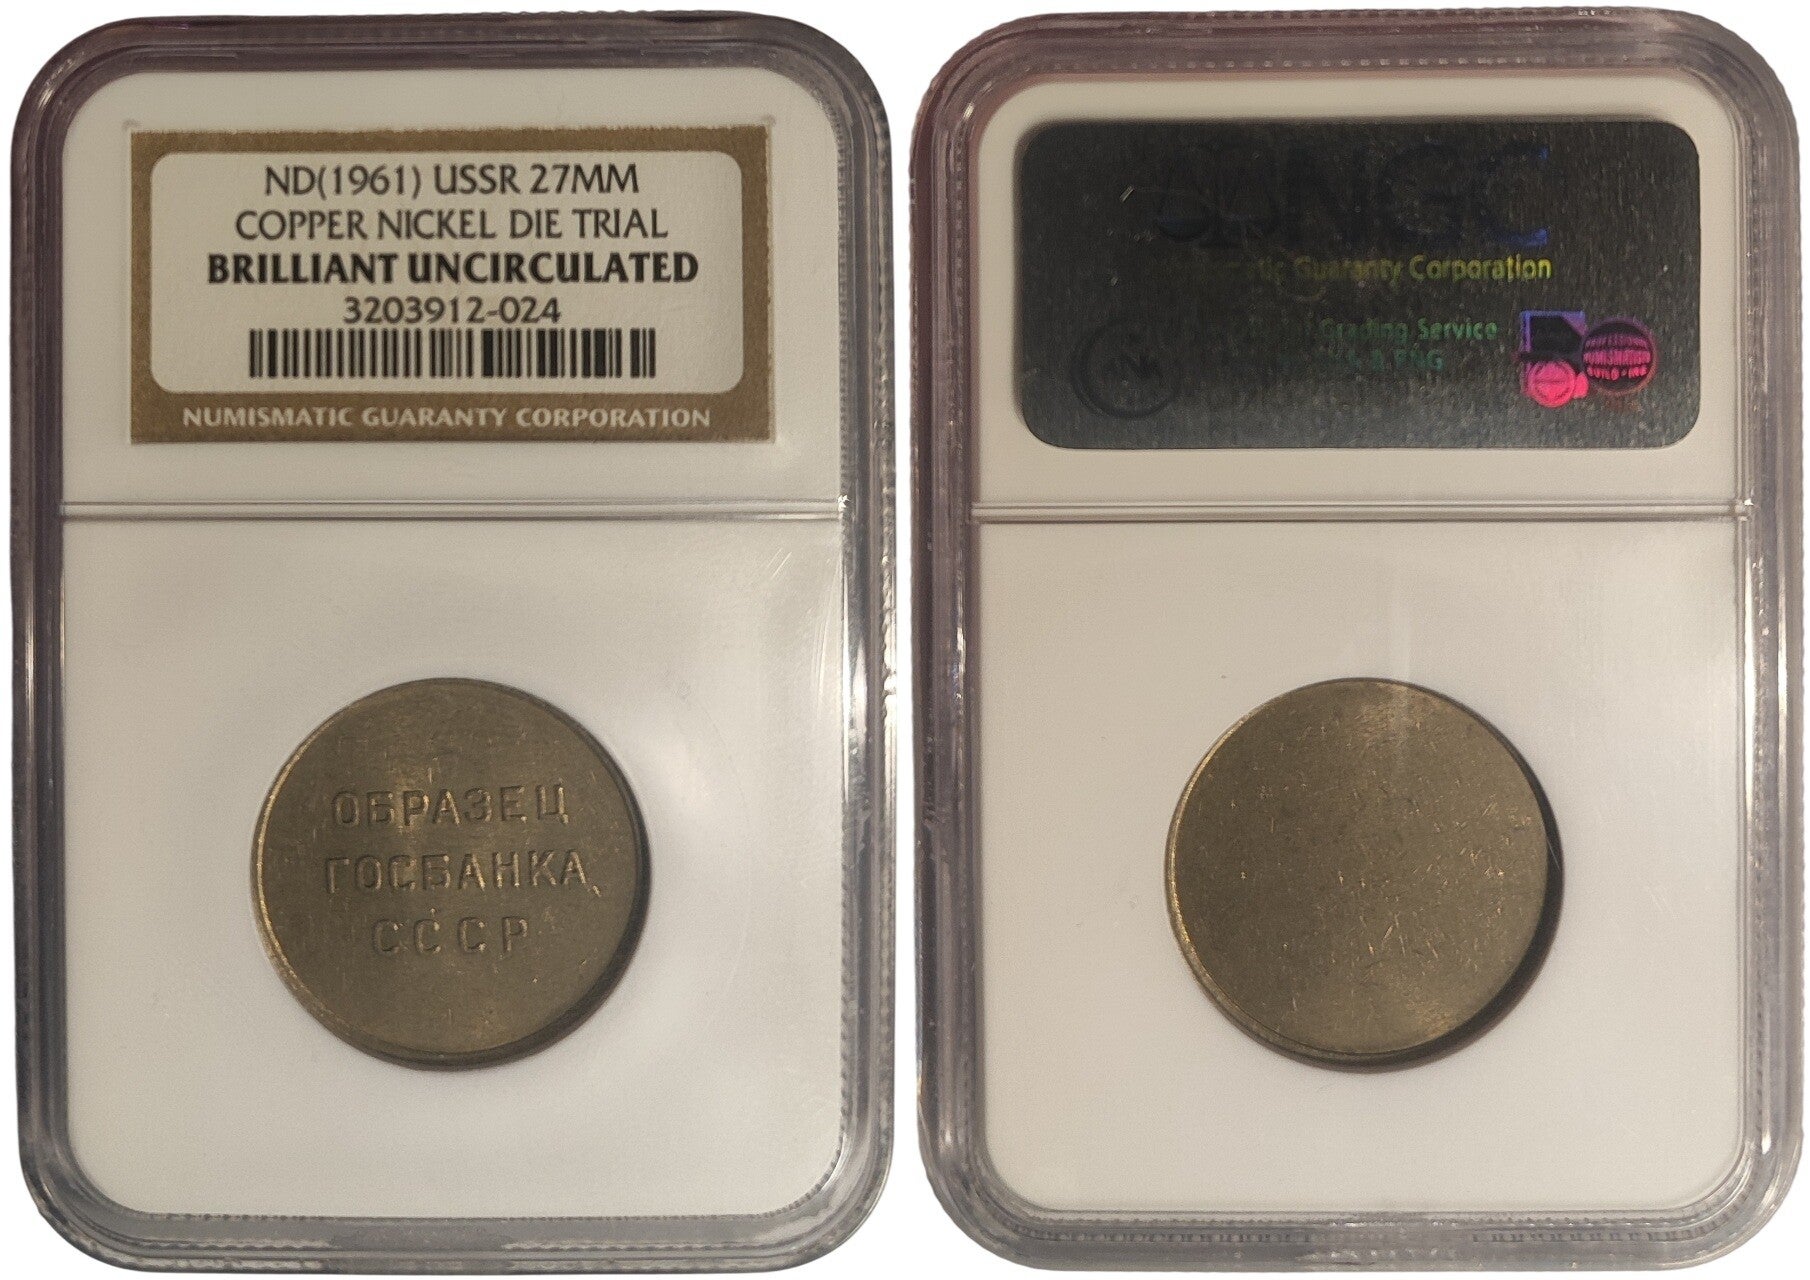 ND(1961) USSR 27MM
COPPER NICKEL DIE TRIAL
BRILLIANT UNCIRCULATED
3203912-024
NUMISMATIC GUARANTY CORPORATION
ОБРАЗЕЦ
ГОСБАНКА
СССР
NGC
Guaranty Corporation
Grading Service
PNG